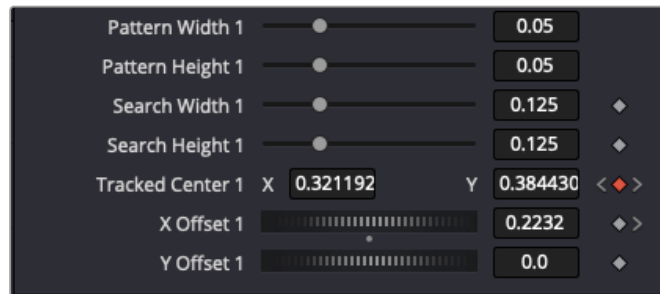 Pattern Width 1 0.05
Pattern Height 1 0.05
Search Width 1 0.125
Search Height 1 0.125
Tracked Center 1 X 0.321192 Y 0.384430
X Offset 1 0.2232
Y Offset 1 0.0